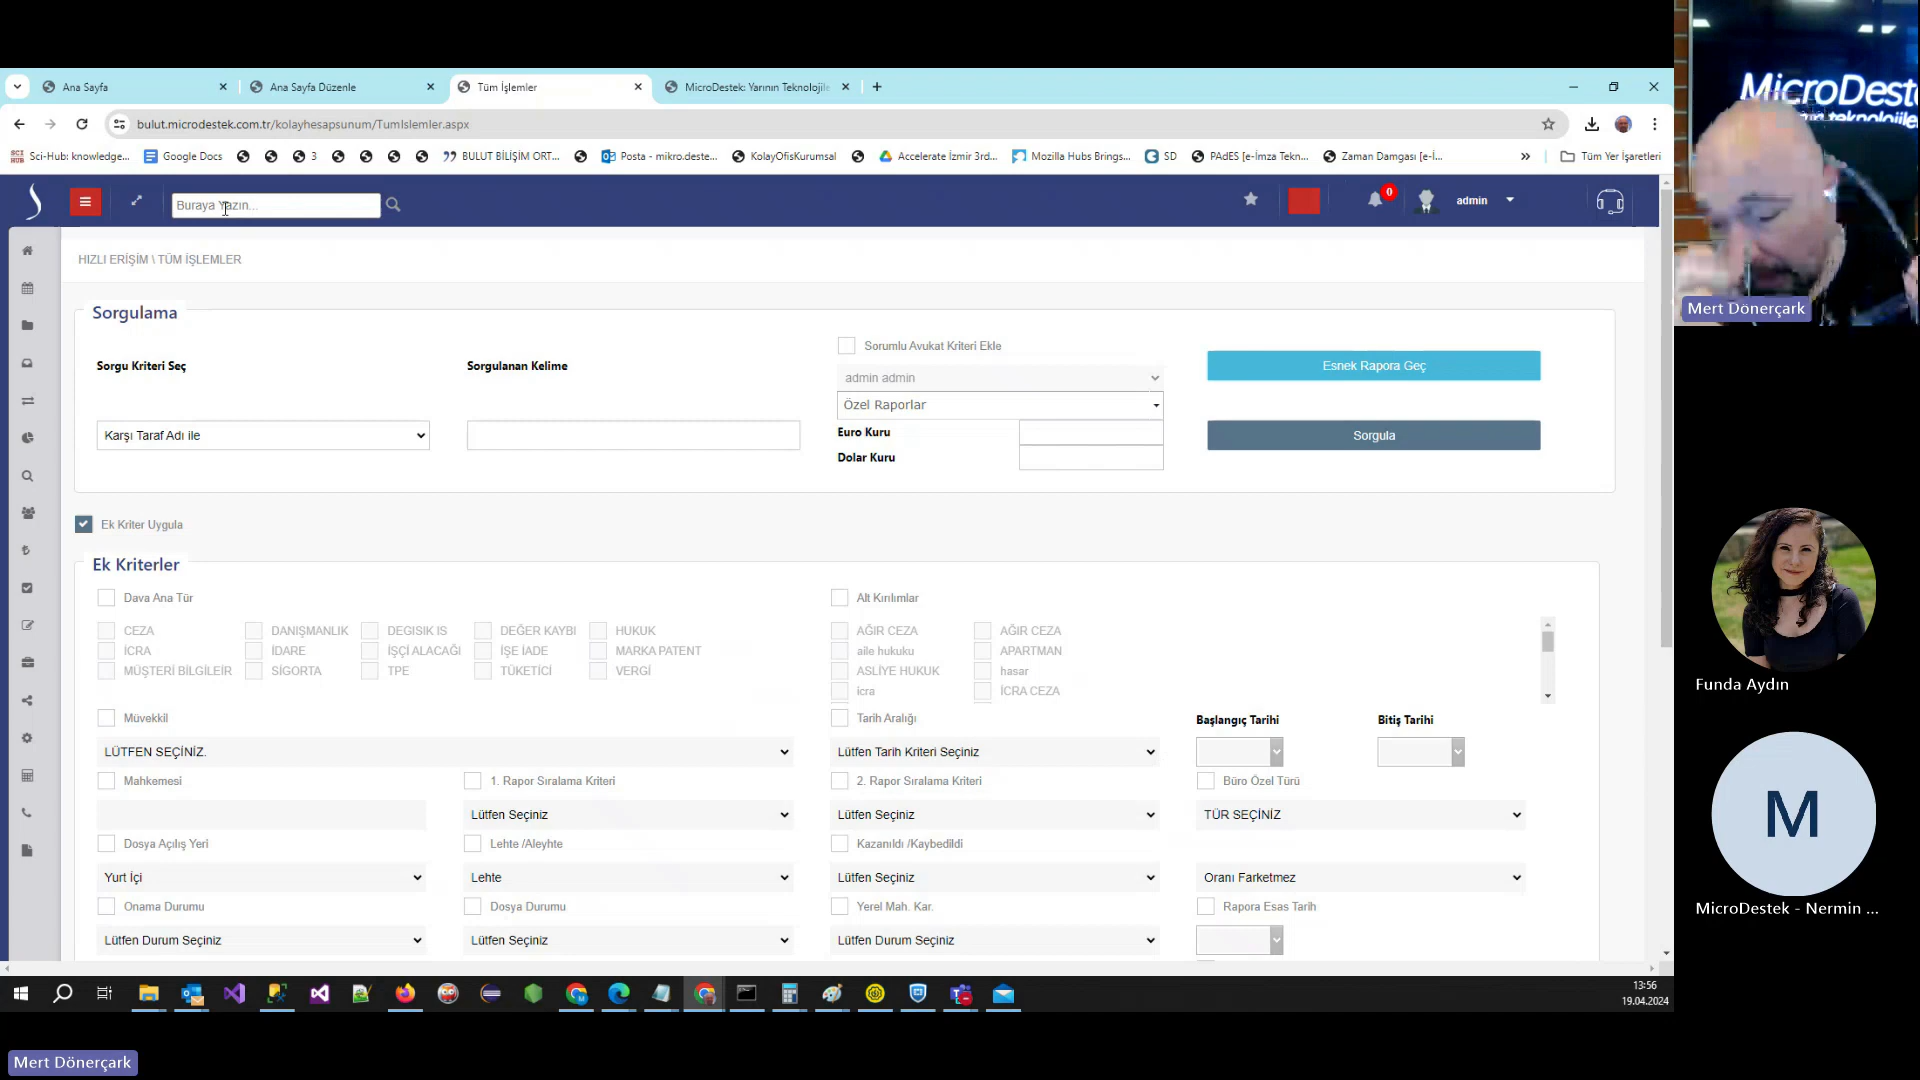 Ana Sayfa
Ana Sayfa Düzenle
Tüm İşlemler
MicroDestek: Yarının Teknolojile
bulut.microdestek.com.tr/kolayhesapsunum/TumIslemler.aspx
Sci-Hub: knowledge...
Google Docs
3
BULUT BİLİŞİM ORT...
Posta - mikro.deste...
KolayOfisKurumsal
Accelerate İzmir 3rd...
Mozilla Hubs Brings...
SD
PAdES [e-İmza Tekn...
Zaman Damgası [e-İ...
Tüm Yer İşaretleri
Buraya Yazın...
0
admin
HIZLI ERİŞİM \ TÜM İŞLEMLER
Sorgulama
Sorgu Kriteri Seç
Sorgulanan Kelime
Sorumlu Avukat Kriteri Ekle
admin admin
Özel Raporlar
Euro Kuru
Dolar Kuru
Esnek Rapora Geç
Karşı Taraf Adı ile
Sorgula
Ek Kriter Uygula
Ek Kriterler
Dava Ana Tür
Alt Kırılımlar
CEZA DANIŞMANLIK DEGISIK IS DEĞER KAYBI HUKUK
İCRA İDARE İŞÇİ ALACAĞI İŞE İADE MARKA PATENT
MÜŞTERİ BİLGİLEİR SİGORTA TPE TÜKETİCİ VERGİ
AĞIR CEZA AĞIR CEZA
aile hukuku APARTMAN
ASLİYE HUKUK hasar
icra İCRA CEZA
Müvekkil
Tarih Aralığı
Başlangıç Tarihi
Bitiş Tarihi
LÜTFEN SEÇİNİZ.
Lütfen Tarih Kriteri Seçiniz
Mahkemesi
1. Rapor Sıralama Kriteri
2. Rapor Sıralama Kriteri
Büro Özel Türü
Lütfen Seçiniz
Lütfen Seçiniz
TÜR SEÇİNİZ
Dosya Açılış Yeri
Lehte /Aleyhte
Kazanıldı /Kaybedildi
Yurt İçi
Lehte
Lütfen Seçiniz
Oranı Farketmez
Onama Durumu
Dosya Durumu
Yerel Mah. Kar.
Rapora Esas Tarih
Lütfen Durum Seçiniz
Lütfen Seçiniz
Lütfen Durum Seçiniz
13:56
19.04.2024
Mert Dönerçark
MicroDeste
Mert Dönerçark
Funda Aydın
M
MicroDestek - Nermin ...